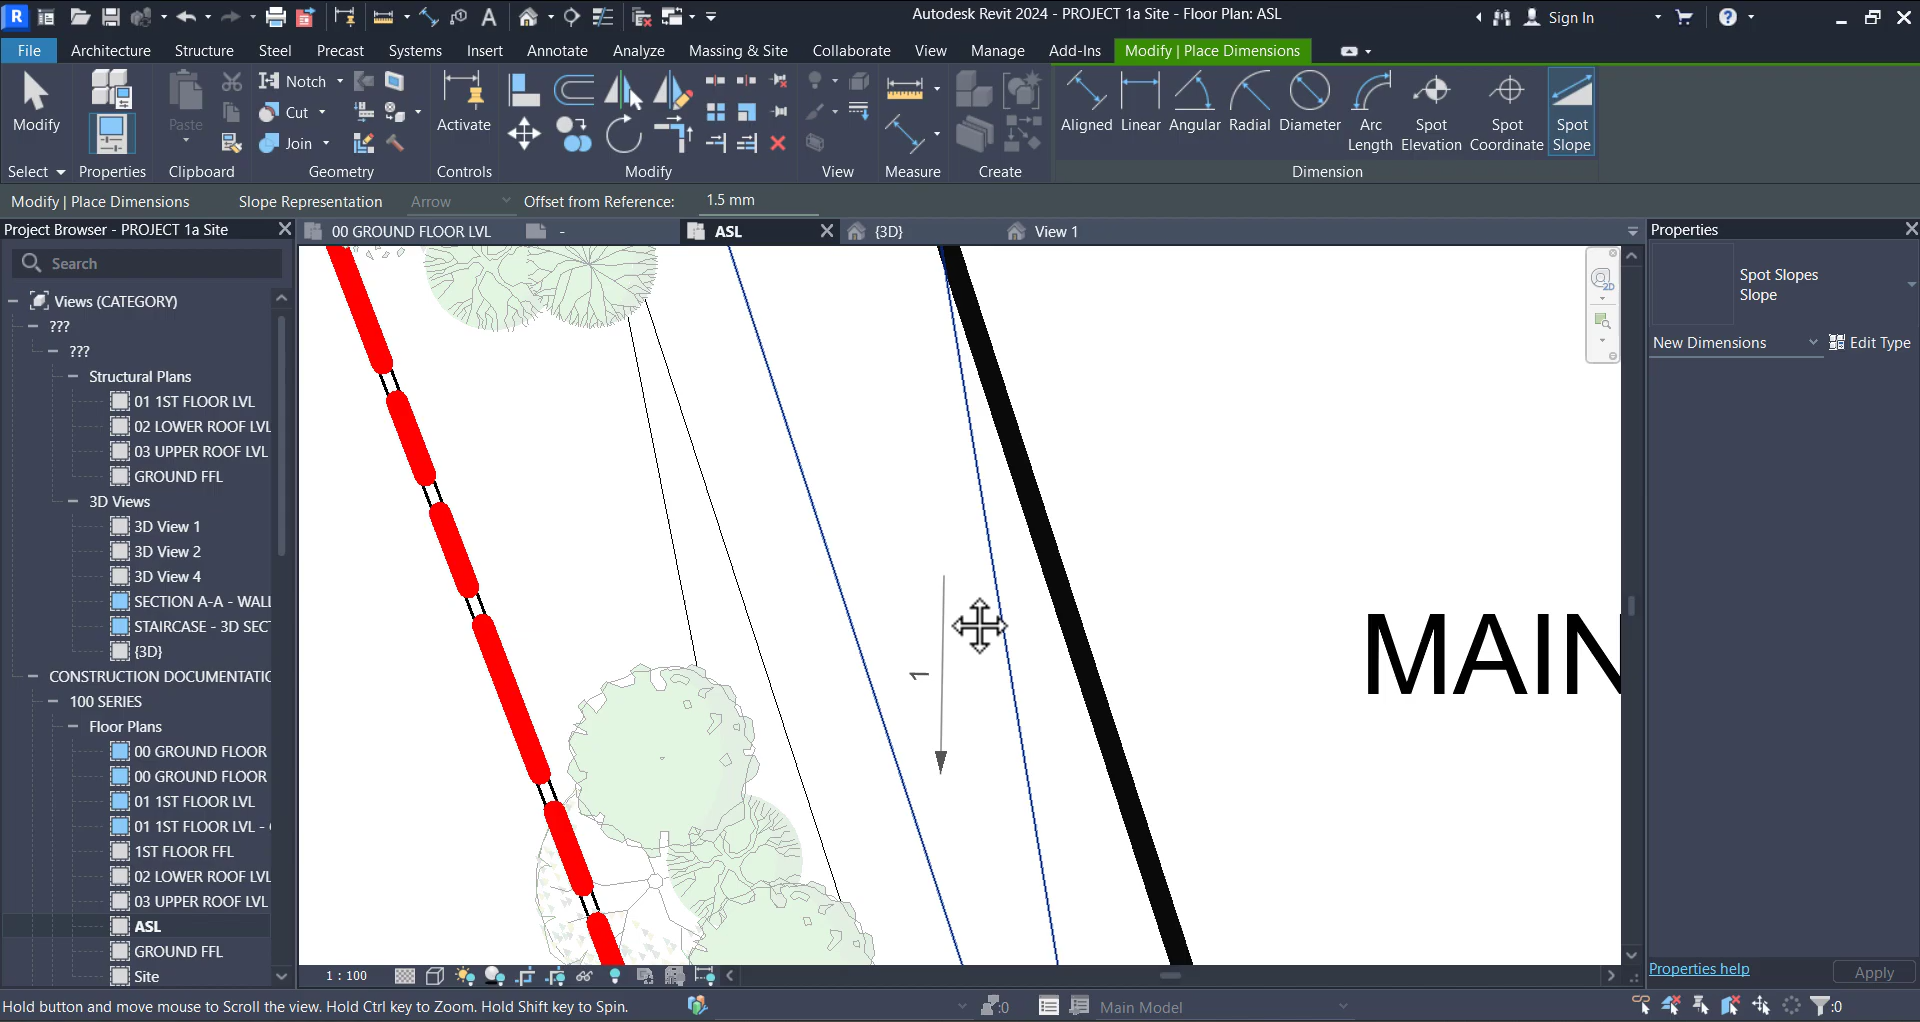 Autodesk Revit 2024 - PROJECT 1a Site - Floor Plan: ASL
Sign In
File Architecture Structure Steel Precast Systems Insert Annotate Analyze Massing & Site Collaborate View Manage Add-Ins Modify | Place Dimensions
Modify
Paste
Notch
Cut
Join
Activate
Aligned Linear Angular Radial Diameter Arc Length Spot Elevation Spot Coordinate Spot Slope
Select Properties Clipboard Geometry Controls Modify View Measure Create Dimension
Modify | Place Dimensions Slope Representation Arrow Offset from Reference: 1.5 mm
Project Browser - PROJECT 1a Site
00 GROUND FLOOR LVL - ASL {3D} View 1
Search
Views (CATEGORY)
???
???
Structural Plans
01 1ST FLOOR LVL
02 LOWER ROOF LVL
03 UPPER ROOF LVL
GROUND FFL
3D Views
3D View 1
3D View 2
3D View 4
SECTION A-A - WALL
STAIRCASE - 3D SEC
{3D}
CONSTRUCTION DOCUMENTATIO
100 SERIES
Floor Plans
00 GROUND FLOOR
00 GROUND FLOOR
01 1ST FLOOR LVL
01 1ST FLOOR LVL -
1ST FLOOR FFL
02 LOWER ROOF LVL
03 UPPER ROOF LVL
ASL
GROUND FFL
Site
1
MAIN
2D
Properties
Spot Slopes
Slope
New Dimensions Edit Type
Properties help Apply
1 : 100
Hold button and move mouse to Scroll the view. Hold Ctrl key to Zoom. Hold Shift key to Spin.
:0 Main Model :0